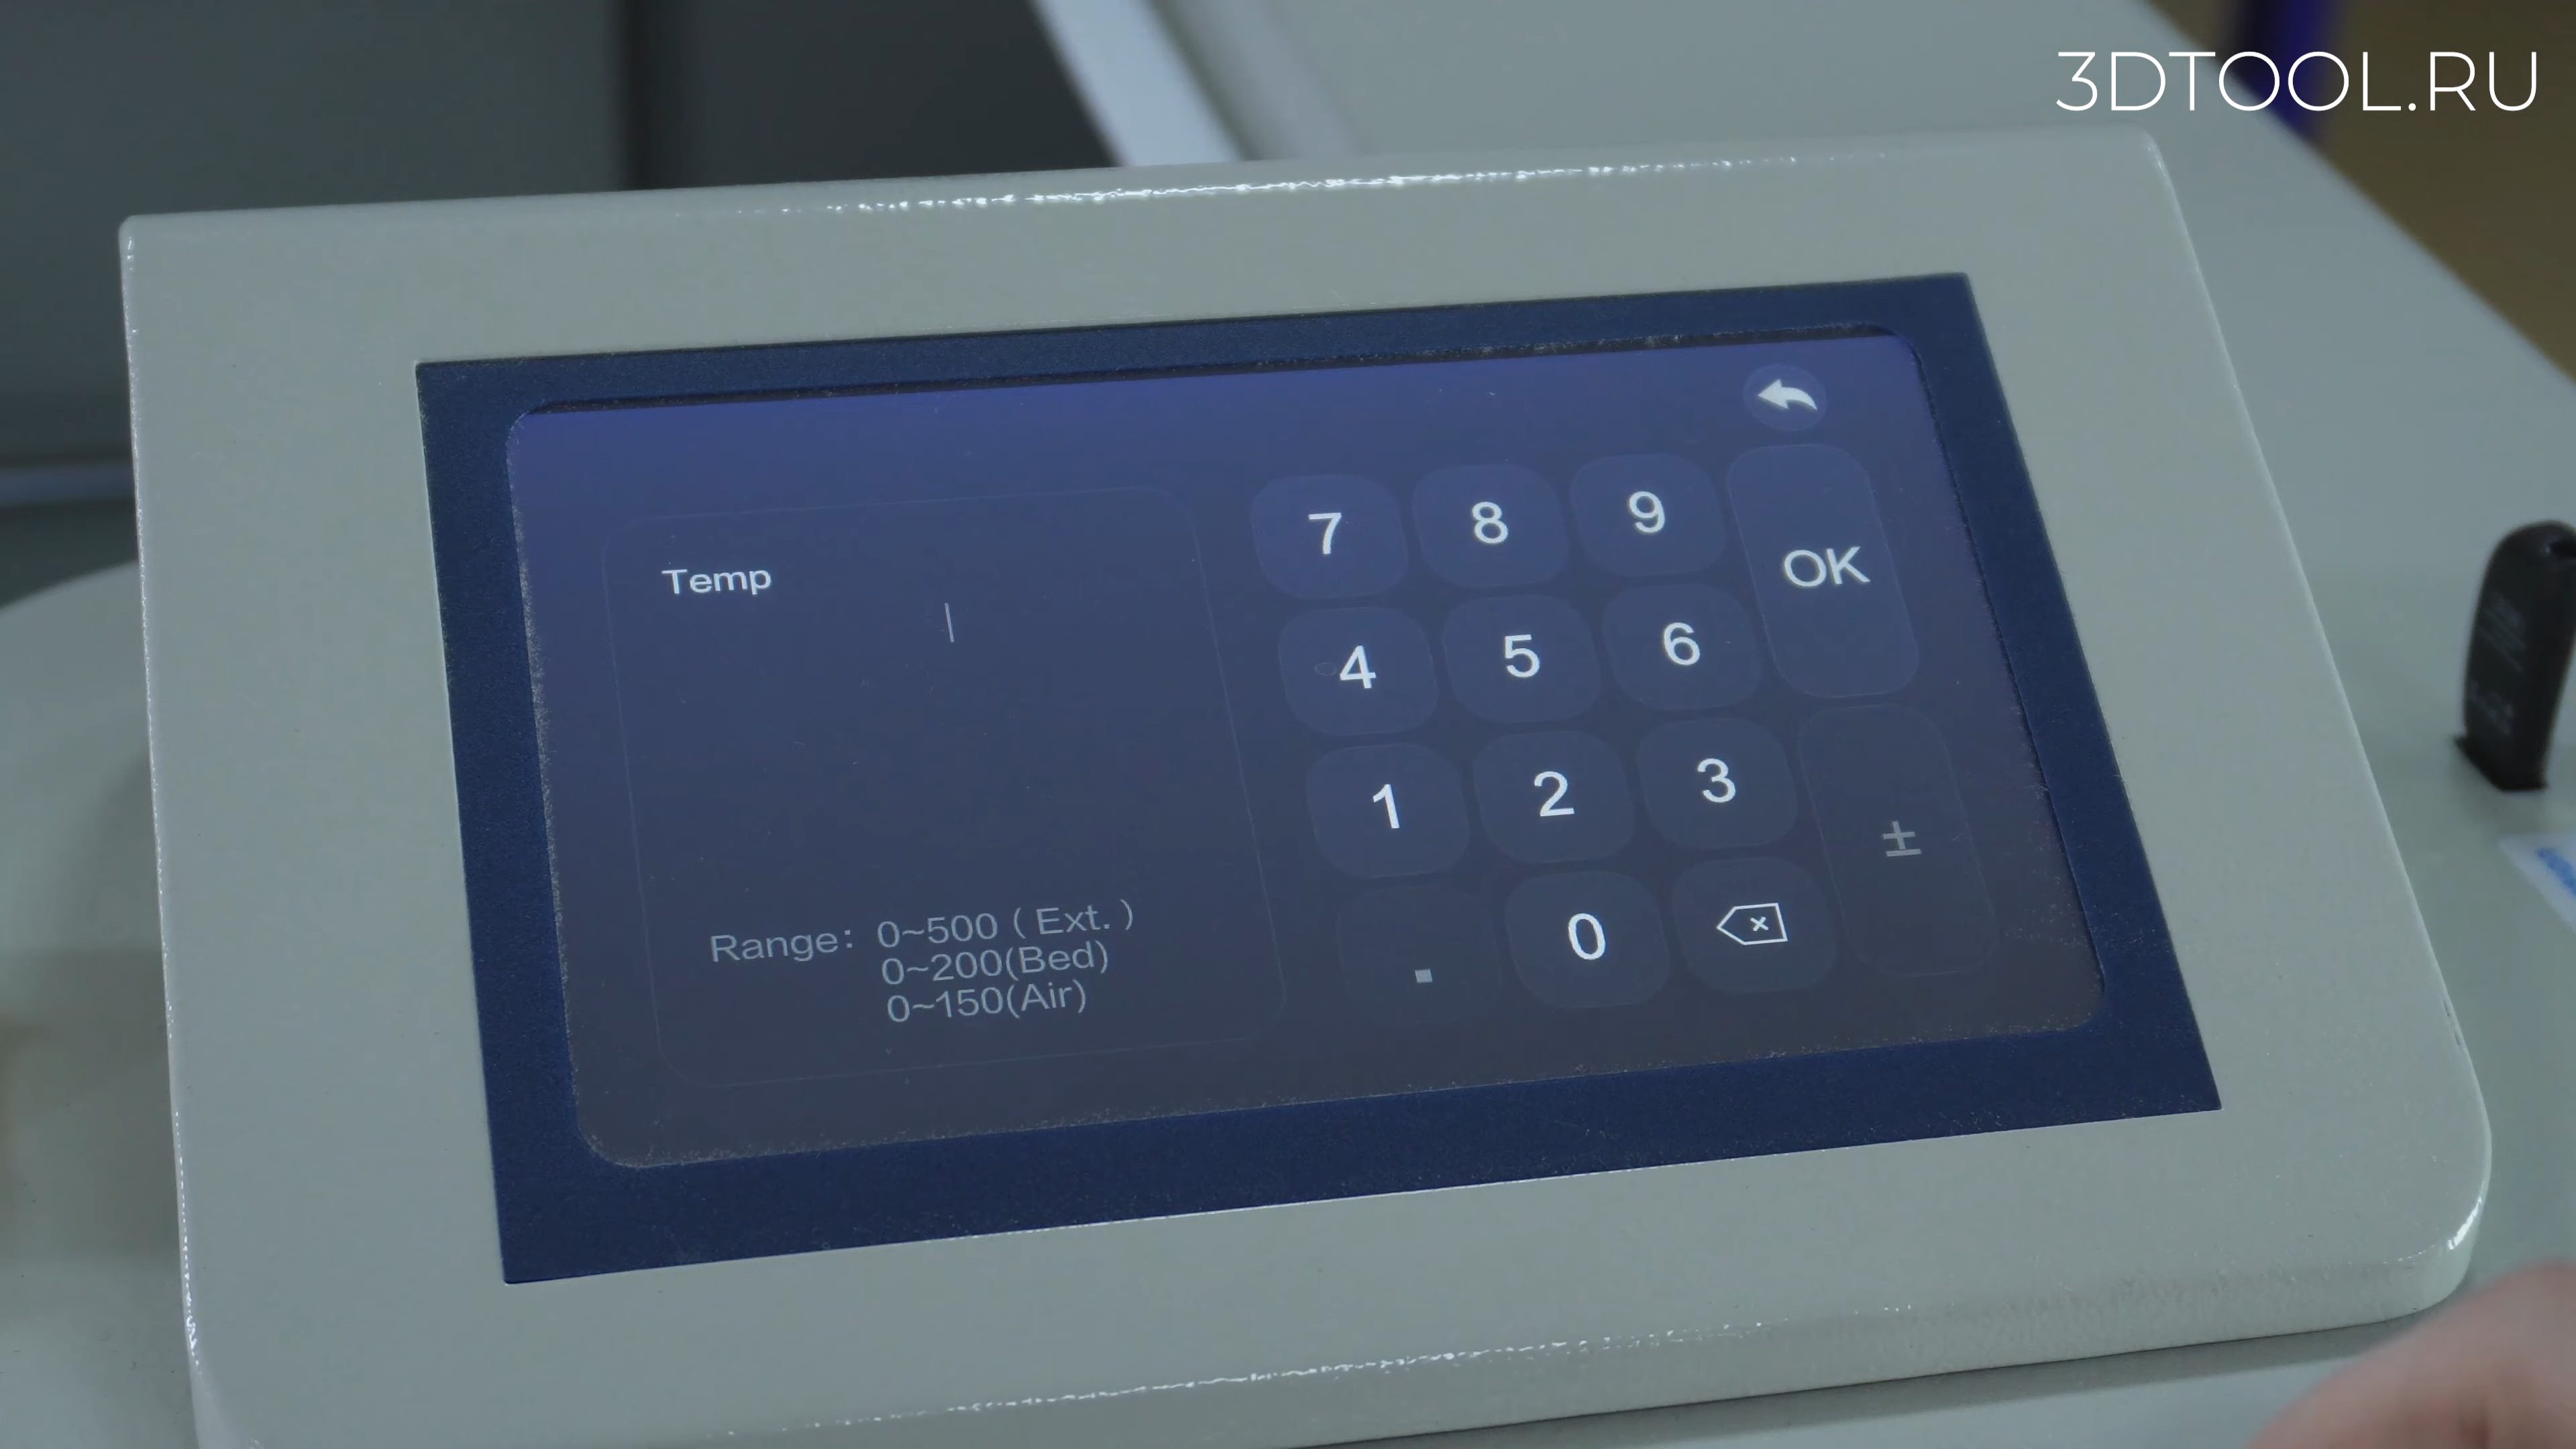 3DTOOL.RU
Temp
7 8 9
OK
4 5 6
1 2 3
±
. 0
Range: 0~500 ( Ext. )
0~200(Bed)
0~150(Air)